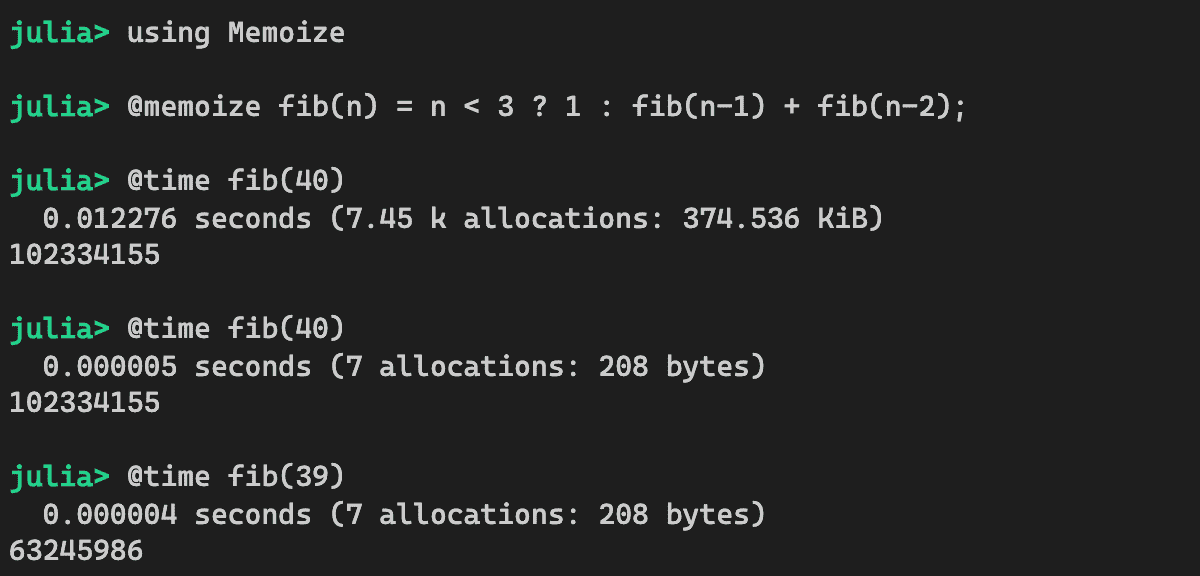 julia> using Memoize
julia> @memoize fib(n) = n < 3 ? 1 : fib(n-1) + fib(n-2);
julia> @time fib(40)
  0.012276 seconds (7.45 k allocations: 374.536 KiB)
102334155
julia> @time fib(40)
  0.000005 seconds (7 allocations: 208 bytes)
102334155
julia> @time fib(39)
  0.000004 seconds (7 allocations: 208 bytes)
63245986